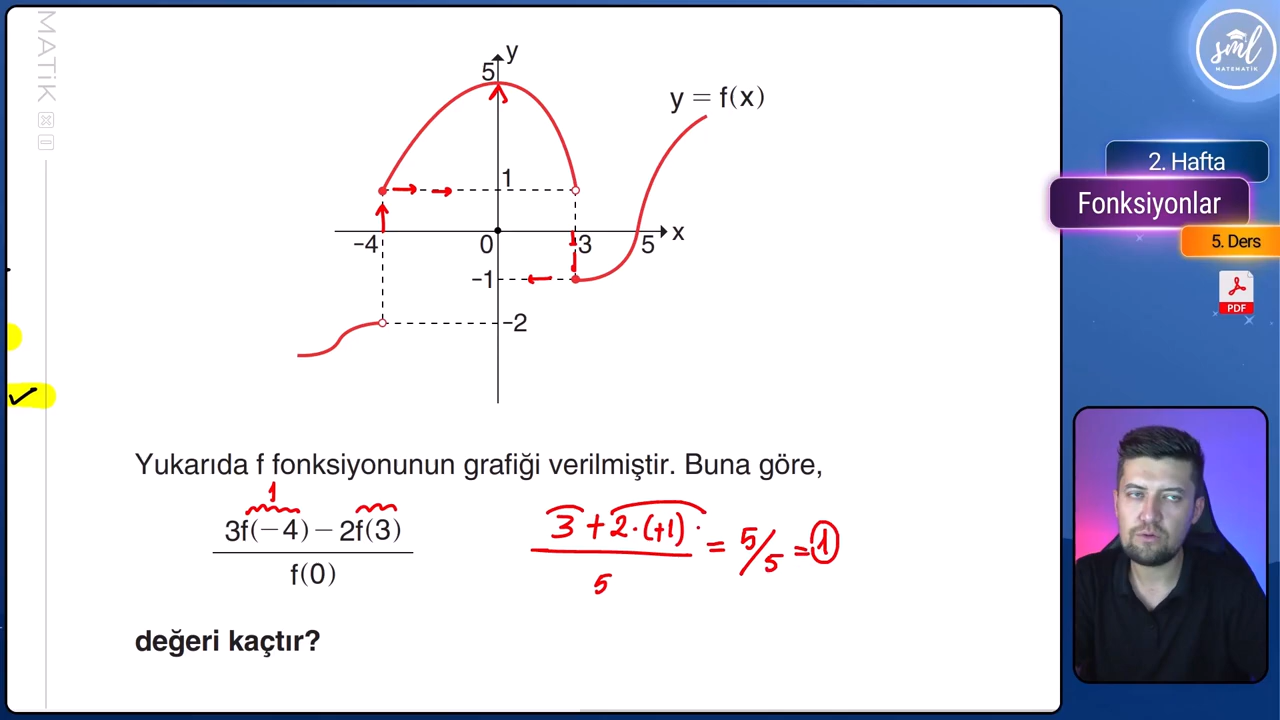 MATİK
y
5
y = f(x)
1
-4
0
3
5
x
-1
-2
Yukarıda f fonksiyonunun grafiği verilmiştir. Buna göre,
1
3f(-4) - 2f(3)
f(0)
3 + 2·(+1)·
5
= 5/5 = 1
değeri kaçtır?
sml
MATEMATİK
2. Hafta
Fonksiyonlar
5. Ders
PDF